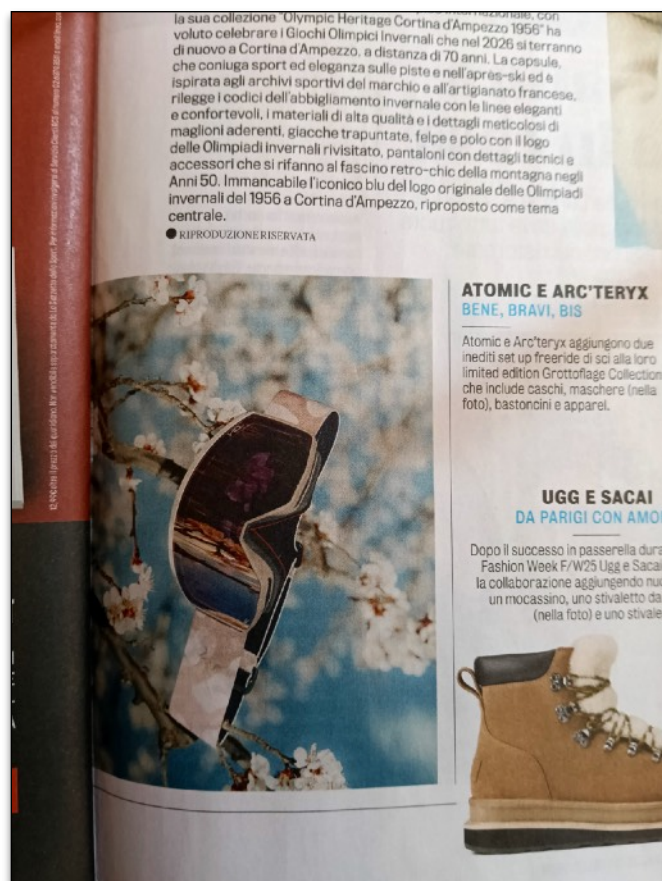 la sua collezione "Olympic Heritage Cortina d'Ampezzo 1956" ha
voluto celebrare i Giochi Olimpici Invernali che nel 2026 si terranno
di nuovo a Cortina d'Ampezzo, a distanza di 70 anni. La capsule,
che coniuga sport ed eleganza sulle piste e nell'après-ski ed è
ispirata agli archivi sportivi del marchio e all'artigianato francese,
rilegge i codici dell'abbigliamento invernale con le linee eleganti
e confortevoli, i materiali di alta qualità e i dettagli meticolosi di
maglioni aderenti, giacche trapuntate, felpe e polo con il logo
delle Olimpiadi invernali rivisitato, pantaloni con dettagli tecnici e
accessori che si rifanno al fascino retro-chic della montagna negli
Anni 50. Immancabile l'iconico blu del logo originale delle Olimpiadi
invernali del 1956 a Cortina d'Ampezzo, riproposto come tema
centrale.
RIPRODUZIONE RISERVATA
ATOMIC E ARC'TERYX
BENE, BRAVI, BIS
Atomic e Arc'teryx aggiungono due
inediti set up freeride di sci alla loro
limited edition Grottoflage Collection
che include caschi, maschere (nella
foto), bastoncini e apparel.
UGG E SACAI
DA PARIGI CON AMO
Dopo il successo in passerella dura
Fashion Week F/W25 Ugg e Sacai
la collaborazione aggiungendo nu
un mocassino, uno stivaletto da
(nella foto) e uno stivale